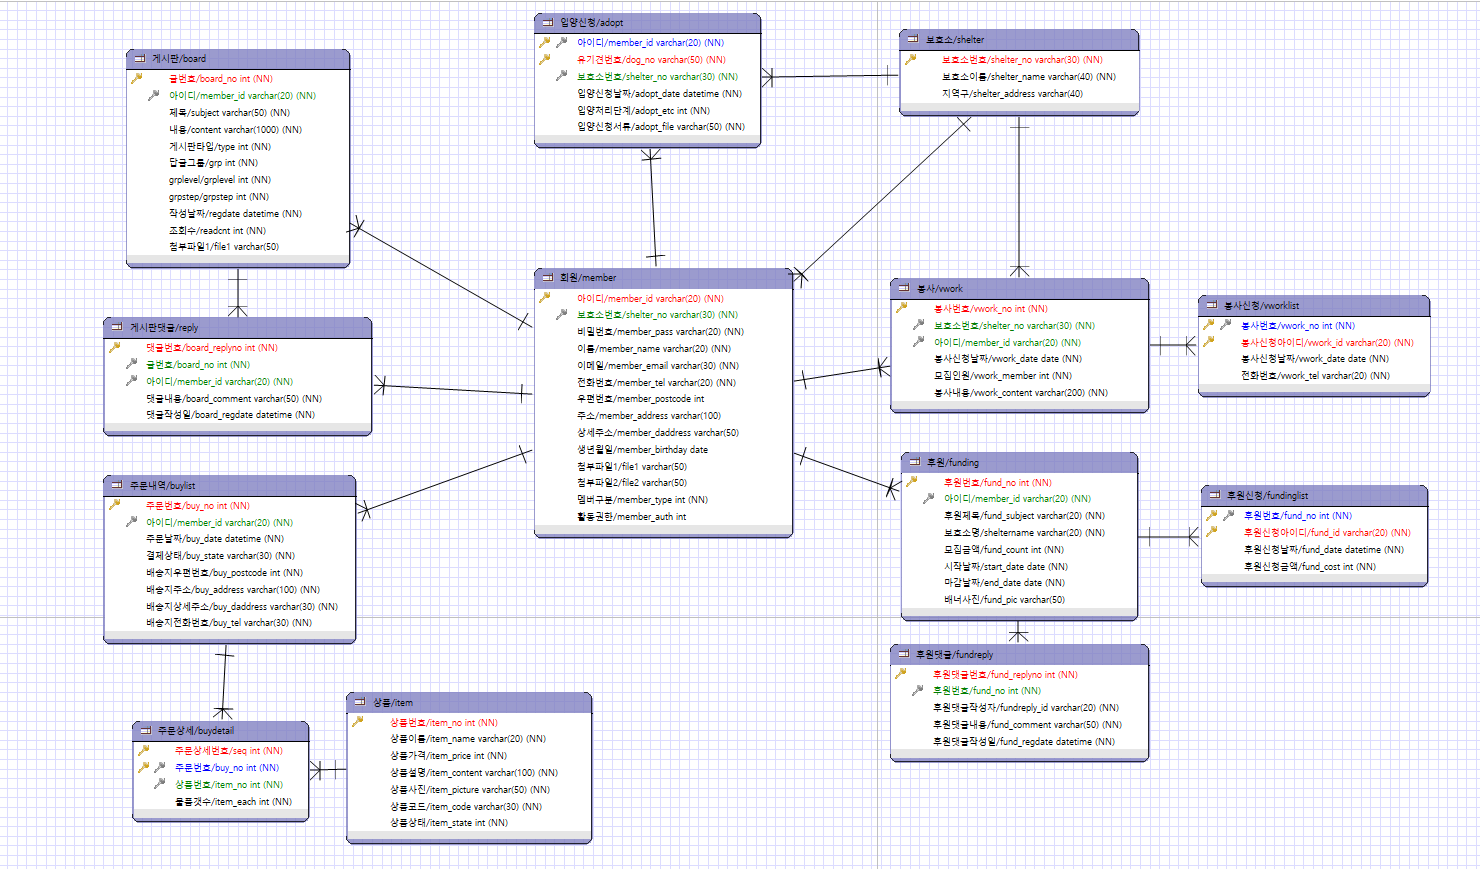 게시판/board
글번호/board_no int (NN)
아이디/member_id varchar(20) (NN)
제목/subject varchar(50) (NN)
내용/content varchar(1000) (NN)
게시판타입/type int (NN)
답글그룹/grp int (NN)
grplevel/grplevel int (NN)
grpstep/grpstep int (NN)
작성날짜/regdate datetime (NN)
조회수/readcnt int (NN)
첨부파일1/file1 varchar(50)
입양신청/adopt
아이디/member_id varchar(20) (NN)
유기견번호/dog_no varchar(50) (NN)
보호소번호/shelter_no varchar(30) (NN)
입양신청날짜/adopt_date datetime (NN)
입양처리단계/adopt_etc int (NN)
입양신청서류/adopt_file varchar(50) (NN)
보호소/shelter
보호소번호/shelter_no varchar(30) (NN)
보호소이름/shelter_name varchar(40) (NN)
지역구/shelter_address varchar(40)
게시판댓글/reply
댓글번호/board_replyno int (NN)
글번호/board_no int (NN)
아이디/member_id varchar(20) (NN)
댓글내용/board_comment varchar(50) (NN)
댓글작성일/board_regdate datetime (NN)
회원/member
아이디/member_id varchar(20) (NN)
보호소번호/shelter_no varchar(30) (NN)
비밀번호/member_pass varchar(20) (NN)
이름/member_name varchar(20) (NN)
이메일/member_email varchar(30) (NN)
전화번호/member_tel varchar(20) (NN)
우편번호/member_postcode int
주소/member_address varchar(100)
상세주소/member_daddress varchar(50)
생년월일/member_birthday date
첨부파일1/file1 varchar(50)
첨부파일2/file2 varchar(50)
멤버구분/member_type int (NN)
활동권한/member_auth int
봉사/vwork
봉사번호/vwork_no int (NN)
보호소번호/shelter_no varchar(30) (NN)
아이디/member_id varchar(20) (NN)
봉사신청날짜/vwork_date date (NN)
모집인원/vwork_member int (NN)
봉사내용/vwork_content varchar(200) (NN)
봉사신청/vworklist
봉사번호/vwork_no int (NN)
봉사신청아이디/vwork_id varchar(20) (NN)
봉사신청날짜/vwork_date date (NN)
전화번호/vwork_tel varchar(20) (NN)
주문내역/buylist
주문번호/buy_no int (NN)
아이디/member_id varchar(20) (NN)
주문날짜/buy_date datetime (NN)
결제상태/buy_state varchar(30) (NN)
배송지우편번호/buy_postcode int (NN)
배송지주소/buy_address varchar(100) (NN)
배송지상세주소/buy_daddress varchar(30) (NN)
배송지전화번호/buy_tel varchar(30) (NN)
후원/funding
후원번호/fund_no int (NN)
아이디/member_id varchar(20) (NN)
후원제목/fund_subject varchar(20) (NN)
보호소명/sheltername varchar(20) (NN)
모집금액/fund_count int (NN)
시작날짜/start_date date (NN)
마감날짜/end_date date (NN)
배너사진/fund_pic varchar(50)
후원신청/fundinglist
후원번호/fund_no int (NN)
후원신청아이디/fund_id varchar(20) (NN)
후원신청날짜/fund_date datetime (NN)
후원신청금액/fund_cost int (NN)
후원댓글/fundreply
후원댓글번호/fund_replyno int (NN)
후원번호/fund_no int (NN)
후원댓글작성자/fundreply_id varchar(20) (NN)
후원댓글내용/fund_comment varchar(50) (NN)
후원댓글작성일/fund_regdate datetime (NN)
주문상세/buydetail
주문상세번호/seq int (NN)
주문번호/buy_no int (NN)
상품번호/item_no int (NN)
물품갯수/item_each int (NN)
상품/item
상품번호/item_no int (NN)
상품이름/item_name varchar(20) (NN)
상품가격/item_price int (NN)
상품설명/item_content varchar(100) (NN)
상품사진/item_picture varchar(50) (NN)
상품코드/item_code varchar(30) (NN)
상품상태/item_state int (NN)